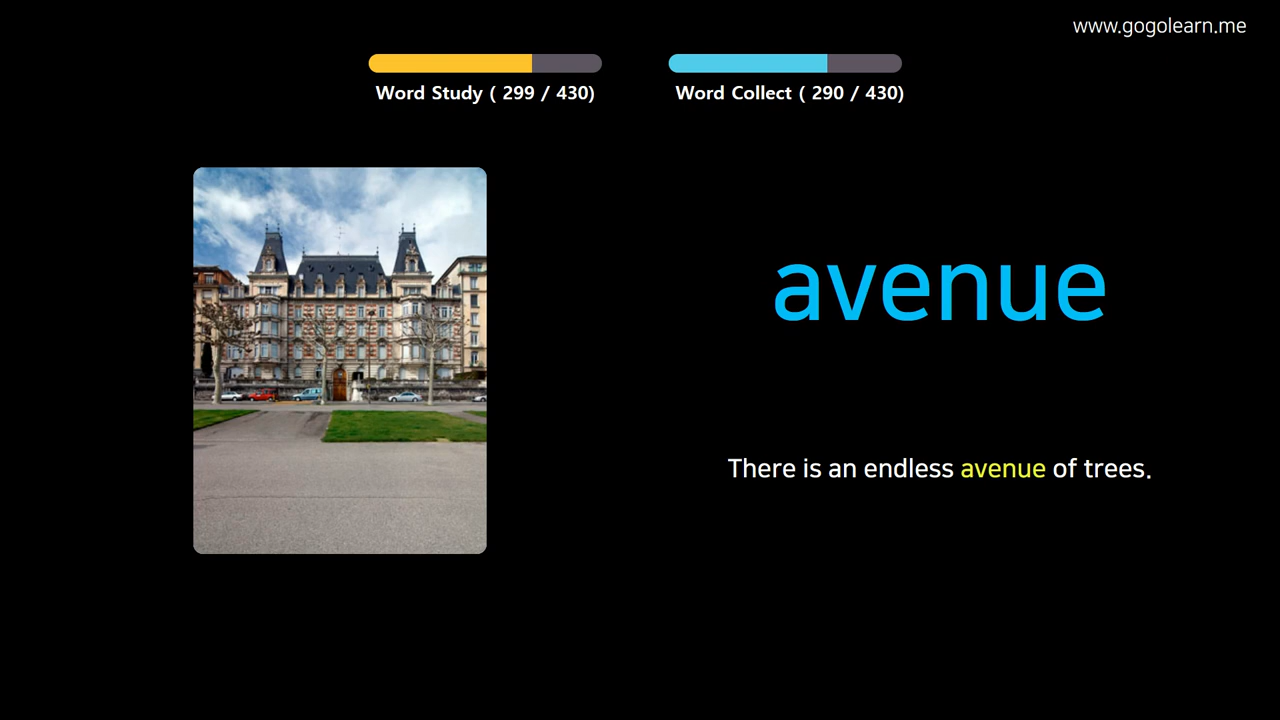 www.gogolearn.me
Word Study ( 299 / 430)
Word Collect ( 290 / 430)
avenue
There is an endless avenue of trees.